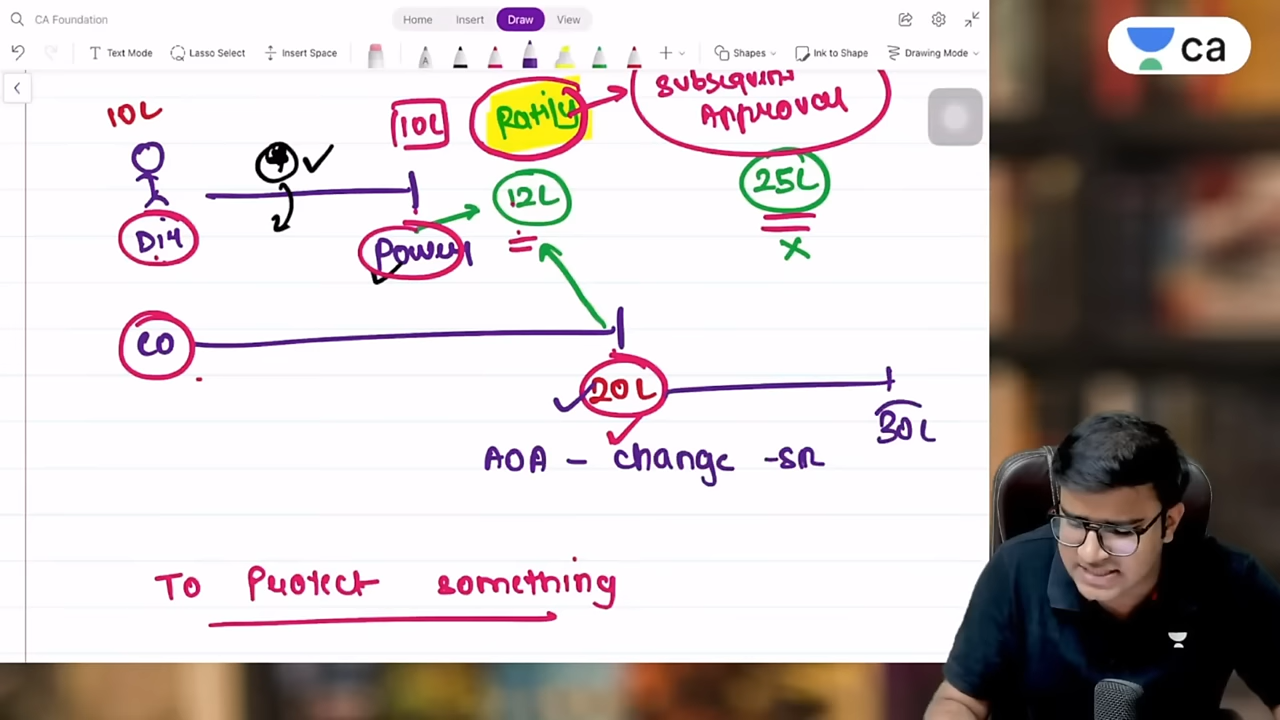 CA Foundation
Home Insert Draw View
Text Mode Lasso Select Insert Space Shapes Ink to Shape Drawing Mode
ca
10L
10L
Ratify
Subsequent
Approval
12L
25L
X
Dir
Power
CO
20L
30L
AOA - change - SR
To Protect something